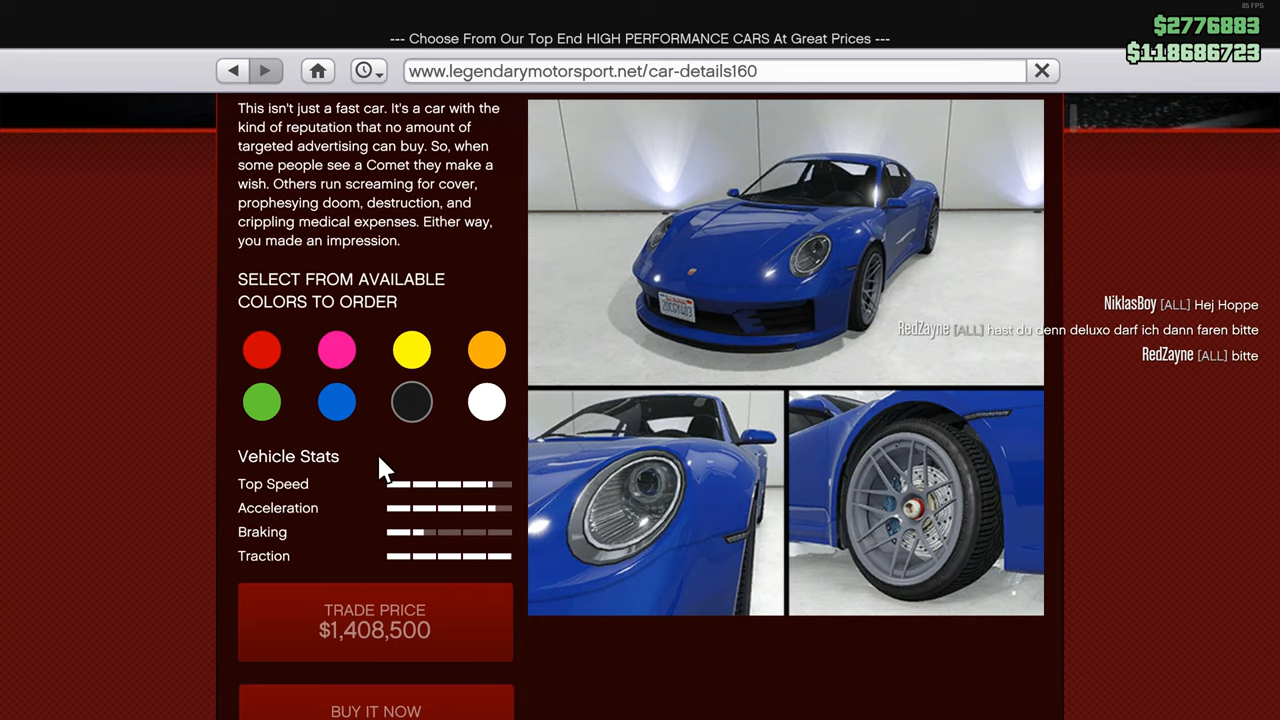 85 FPS
$2776883
--- Choose From Our Top End HIGH PERFORMANCE CARS At Great Prices ---
$118686723
www.legendarymotorsport.net/car-details160
This isn't just a fast car. It's a car with the
kind of reputation that no amount of
targeted advertising can buy. So, when
some people see a Comet they make a
wish. Others run screaming for cover,
prophesying doom, destruction, and
crippling medical expenses. Either way,
you made an impression.
SELECT FROM AVAILABLE
COLORS TO ORDER
NiklasBoy [ALL] Hej Hoppe
RedZayne [ALL] hast du denn deluxo darf ich dann faren bitte
RedZayne [ALL] bitte
Vehicle Stats
Top Speed
Acceleration
Braking
Traction
TRADE PRICE
$1,408,500
BUY IT NOW